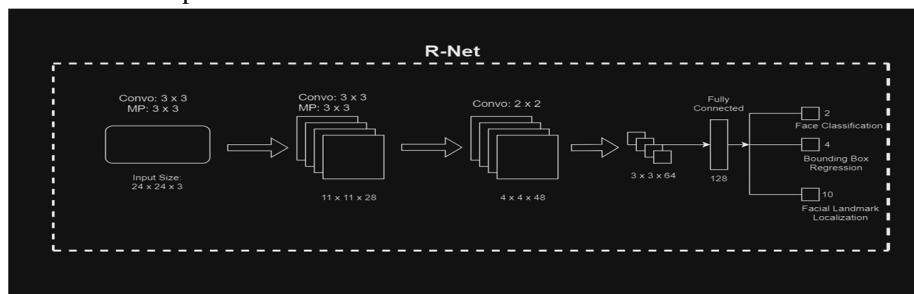 R-Net
Convo: 3 x 3
MP: 3 x 3
Input Size:
24 x 24 x 3
Convo: 3 x 3
MP: 3 x 3
11 x 11 x 28
Convo: 2 x 2
4 x 4 x 48
3 x 3 x 64
Fully
Connected
128
2
Face Classification
4
Bounding Box
Regression
10
Facial Landmark
Localization